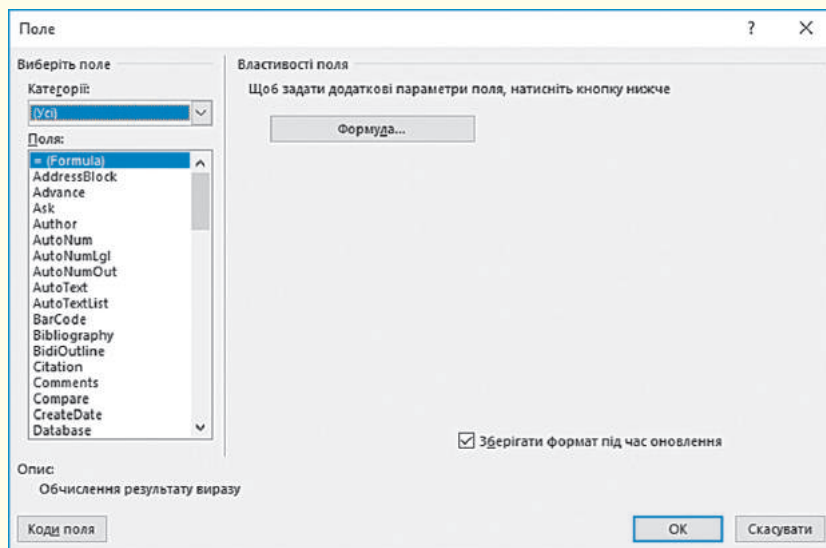 Поле ?
Виберіть поле
Категорії:
(Усі)
Поля:
= (Formula)
AddressBlock
Advance
Ask
Author
AutoNum
AutoNumLgl
AutoNumOut
AutoText
AutoTextList
BarCode
Bibliography
BidiOutline
Citation
Comments
Compare
CreateDate
Database
Властивості поля
Щоб задати додаткові параметри поля, натисніть кнопку нижче
Формула...
Зберігати формат під час оновлення
Опис:
Обчислення результату виразу
Коди поля
ОК
Скасувати